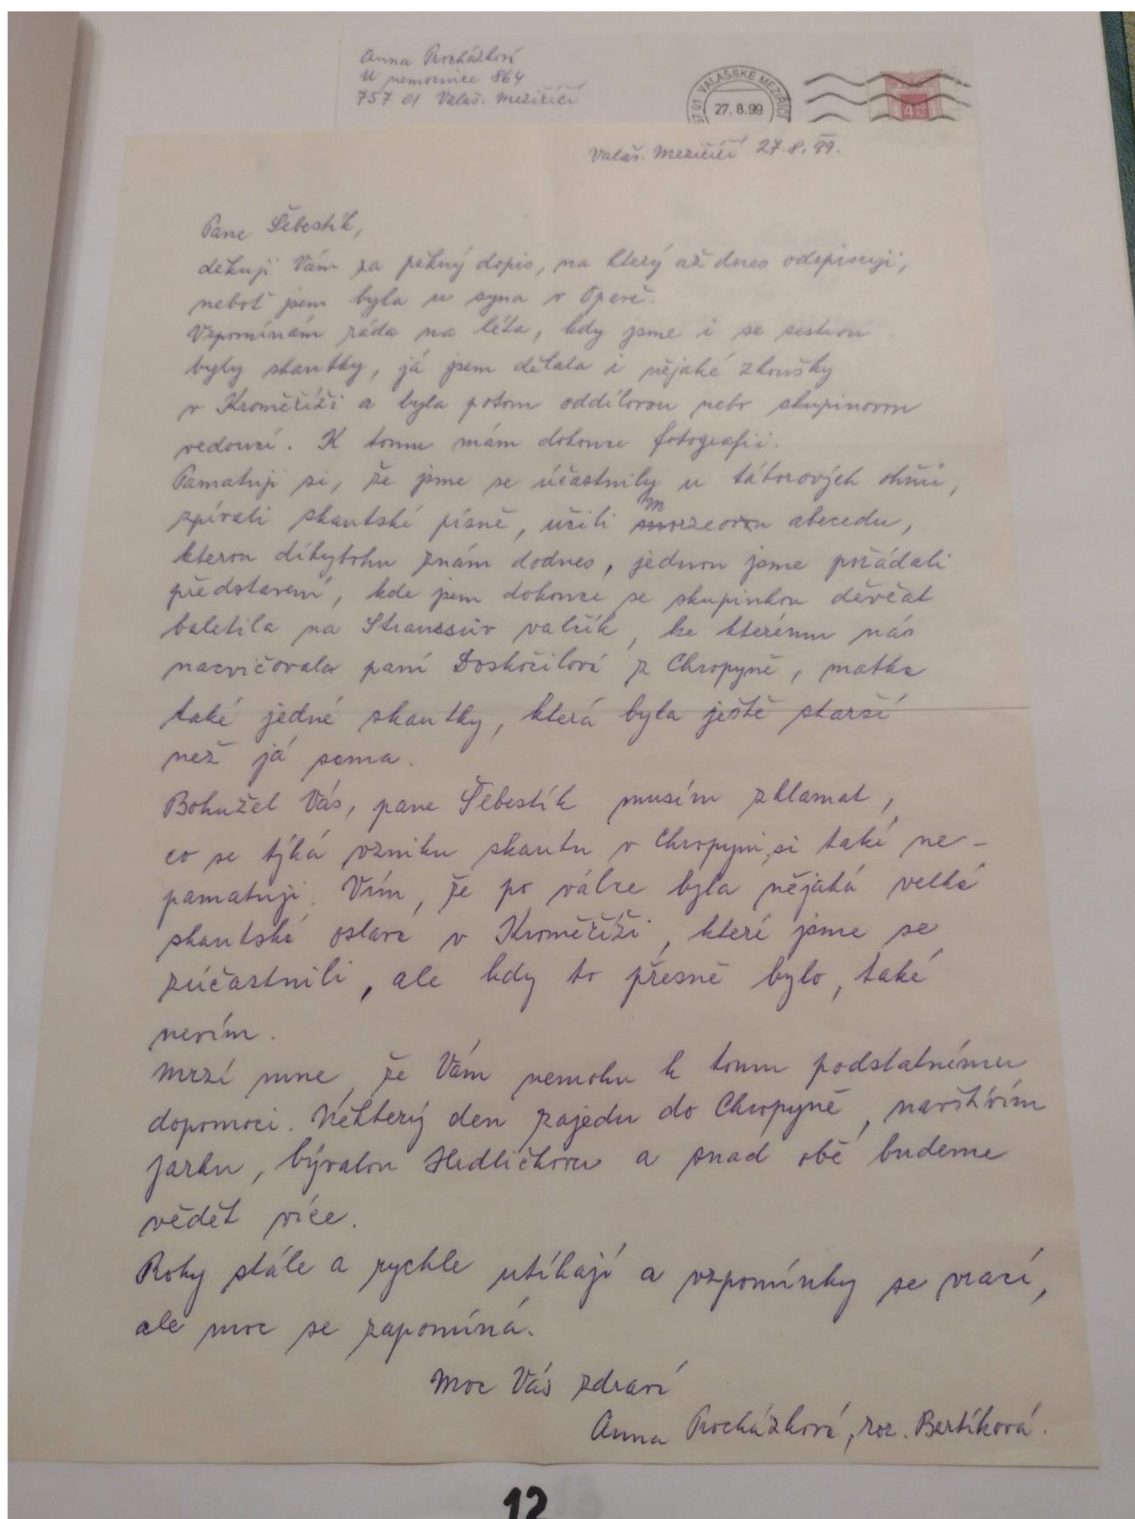 Anna Procházková
U nemocnice 864
757 01 Valaš. Meziříčí
757 01 VALAŠSKÉ MEZIŘÍČÍ
27. 8. 99
Valaš. Meziříčí 27. 8. 99.
Pane Šebestík,
děkuji Vám za pěkný dopis, na který až dnes odepisuji,
neboť jsem byla u syna v Opavě.
Vzpomínám ráda na léta, kdy jsme i se sestrou
byly skautky, já jsem dělala i nějaké zkoušky
v Kroměříži a byla potom oddílovou nebo skupinovou
vedoucí. K tomu mám dokonce fotografii.
Pamatuji si, že jsme se účastnily u táborových ohňů,
zpívali skautské písně, učili Morzeovu abecedu,
kterou díkybohu znám dodnes, jednou jsme pořádali
představení, kde jsem dokonce se skupinkou děvčat
baletila na Straussův valčík, ke kterému nás
nacvičovala paní Doskočilová z Chropyně, matka
také jedné skautky, která byla ještě starší
než já sama.
Bohužel Vás, pane Šebestík musím zklamat,
co se týká vzniku skautu v Chropyni, si také ne-
pamatuji. Vím, že po válce byla nějaká velká
skautská oslava v Kroměříži, které jsme se
zúčastnili, ale kdy to přesně bylo, také
nevím.
Mrzí mne, že Vám nemohu k tomu podstatnému
dopomoci. Některý den zajedu do Chropyně, navštívím
Jarku, bývalou Hrdličkovou a snad obě budeme
vědět více.
Roky stále a rychle utíkají a vzpomínky se vrací,
ale moc se zapomíná.
Moc Vás zdraví
Anna Procházková, roz. Bartíková.
12